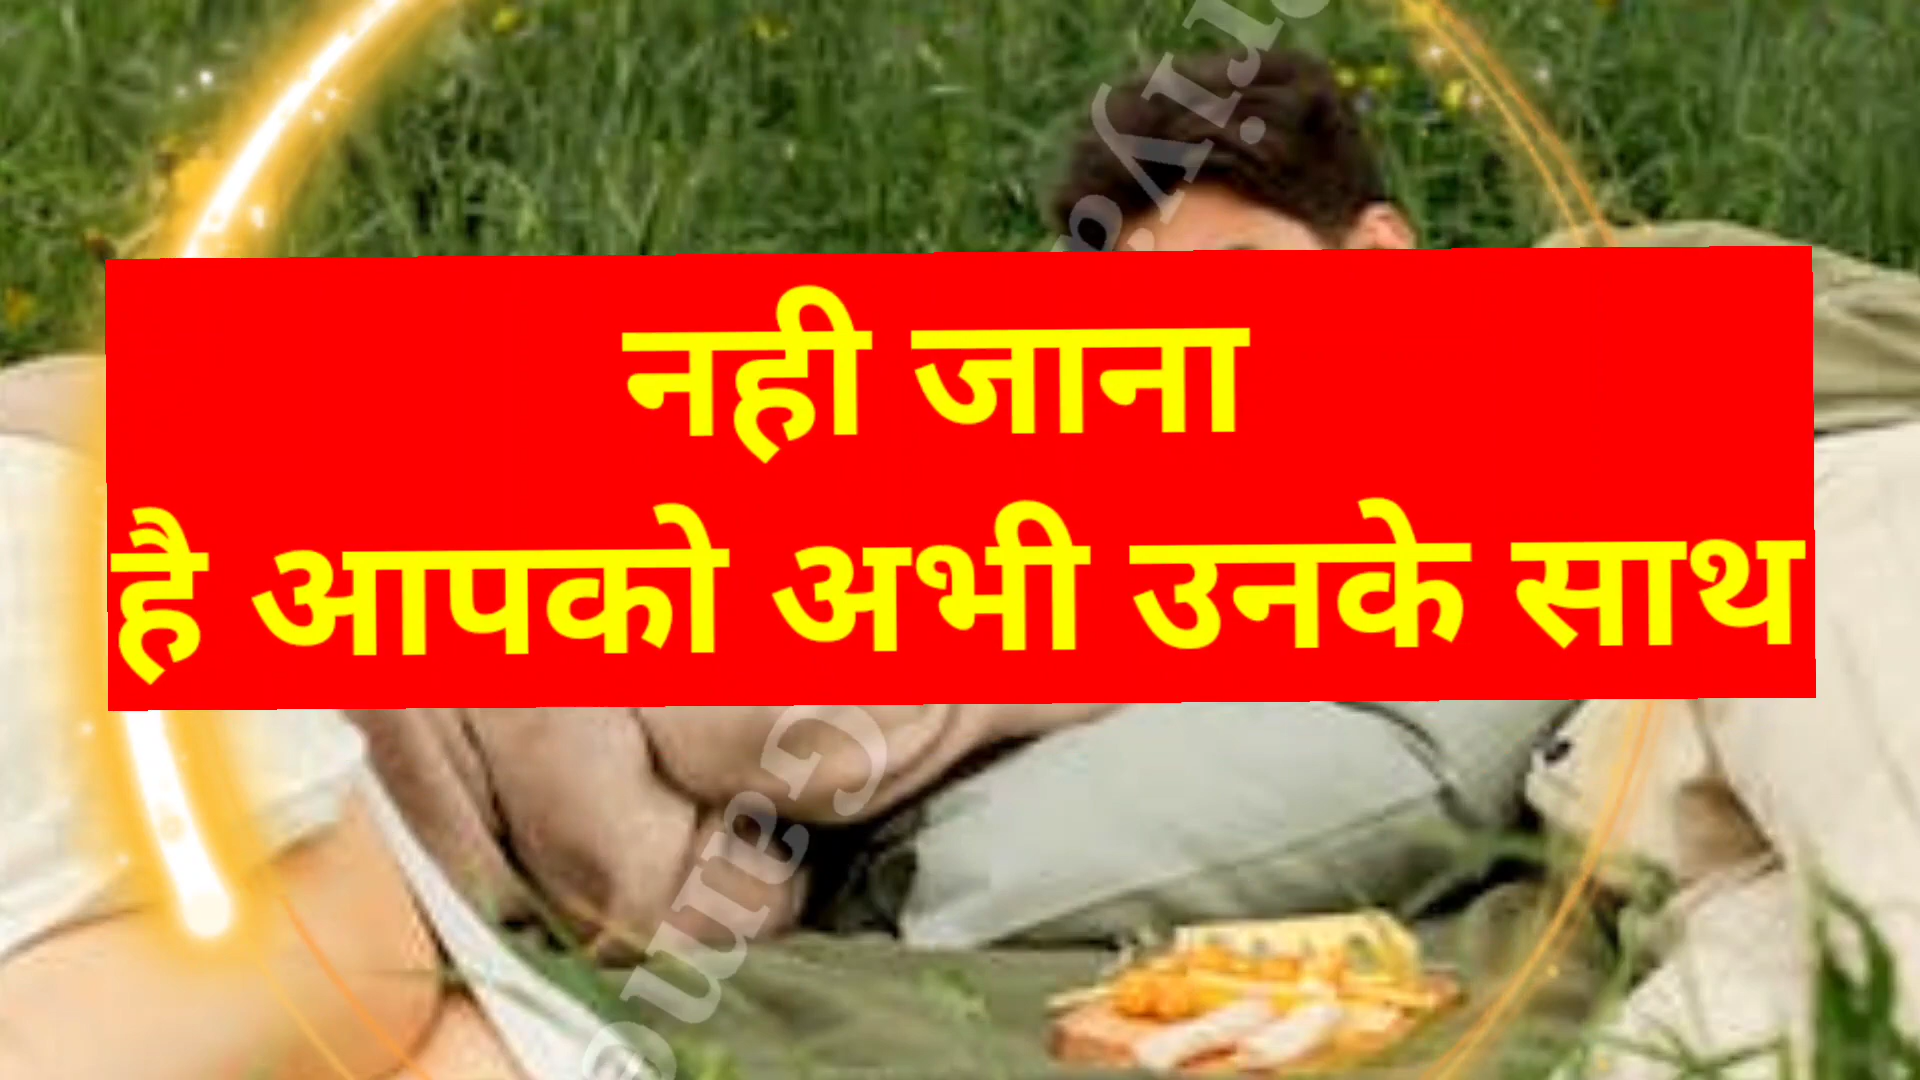 नही जाना
है आपको अभी उनके साथ